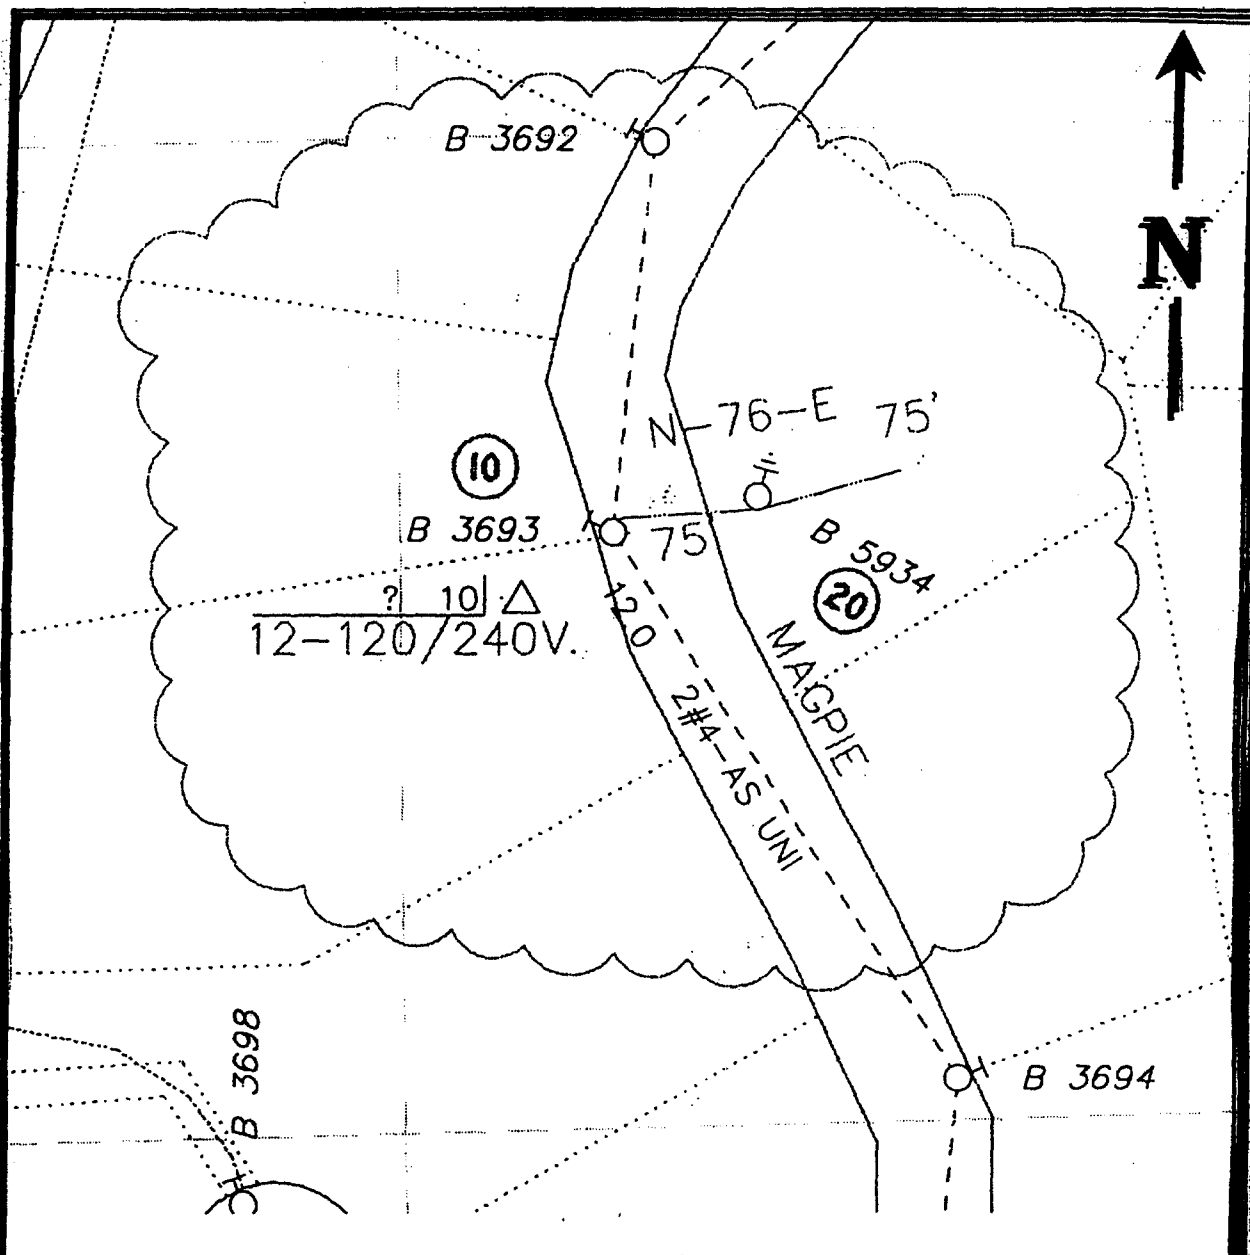 B 3692
N
N-76-E 75'
10
B 3693
75
B 5934
20
? 10 △
12-120/240V.
120
2#4-AS UNI
MAGPIE
B 3698
B 3694